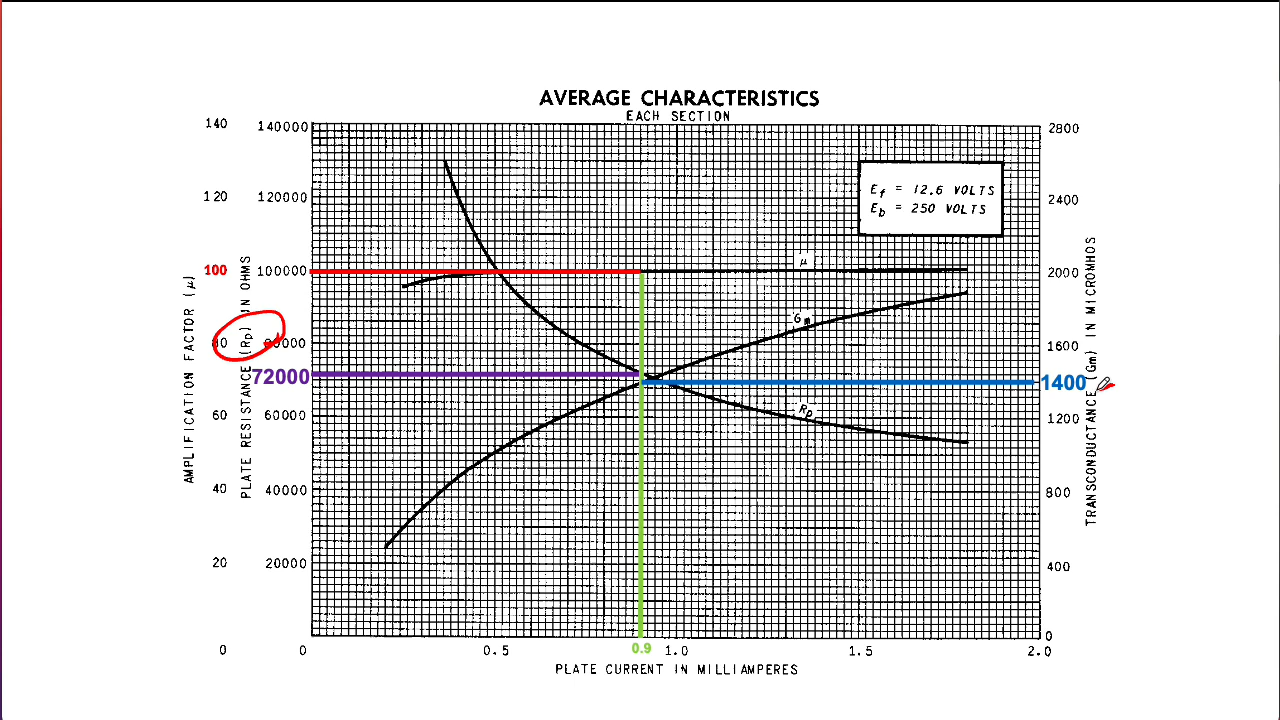 AVERAGE CHARACTERISTICS
EACH SECTION
140 140000 2800
Ef = 12.6 VOLTS
Eb = 250 VOLTS
120 120000 2400
μ
100 100000 2000
Gm
80 1600
72000 1400
Rp
60 60000 1200
40 40000 800
20 20000 400
0 0 0.5 0.9 1.0 1.5 2.0 0
PLATE CURRENT IN MILLIAMPERES
AMPLIFICATION FACTOR (μ)
PLATE RESISTANCE (Rp) IN OHMS
TRANSCONDUCTANCE (Gm) IN MICROMHOS